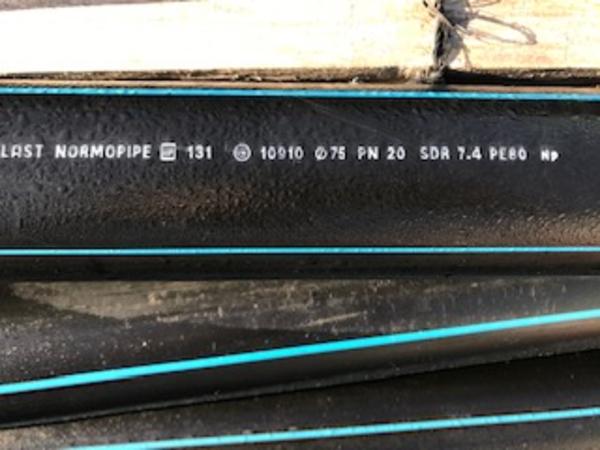 LAST NORMOPIPE 131 10910 ∅75 PN 20 SDR 7.4 PE80 NP